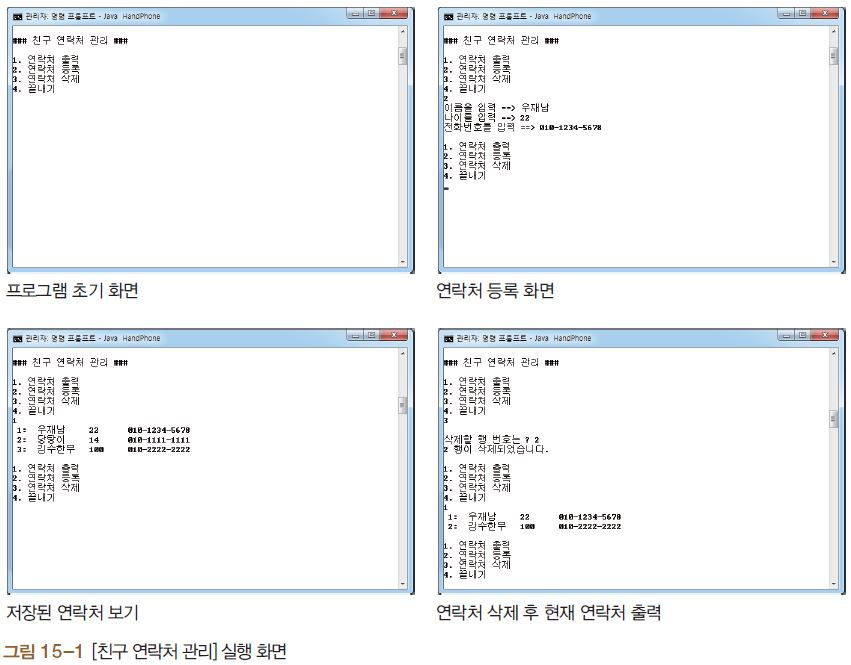 관리자: 명령 프롬프트 - Java HandPhone
### 친구 연락처 관리 ###
1. 연락처 출력
2. 연락처 등록
3. 연락처 삭제
4. 끝내기
프로그램 초기 화면
관리자: 명령 프롬프트 - Java HandPhone
### 친구 연락처 관리 ###
1. 연락처 출력
2. 연락처 등록
3. 연락처 삭제
4. 끝내기
2
이름을 입력 --> 우재남
나이를 입력 --> 22
전화번호를 입력 ==> 010-1234-5678
1. 연락처 출력
2. 연락처 등록
3. 연락처 삭제
4. 끝내기
연락처 등록 화면
관리자: 명령 프롬프트 - Java HandPhone
### 친구 연락처 관리 ###
1. 연락처 출력
2. 연락처 등록
3. 연락처 삭제
4. 끝내기
1
1: 우재남 22 010-1234-5678
2: 당탕이 14 010-1111-1111
3: 김수한무 100 010-2222-2222
1. 연락처 출력
2. 연락처 등록
3. 연락처 삭제
4. 끝내기
저장된 연락처 보기
관리자: 명령 프롬프트 - Java HandPhone
### 친구 연락처 관리 ###
1. 연락처 출력
2. 연락처 등록
3. 연락처 삭제
4. 끝내기
3
삭제할 행 번호는 ? 2
2 행이 삭제되었습니다.
1. 연락처 출력
2. 연락처 등록
3. 연락처 삭제
4. 끝내기
1
1: 우재남 22 010-1234-5678
2: 김수한무 100 010-2222-2222
1. 연락처 출력
2. 연락처 등록
3. 연락처 삭제
4. 끝내기
연락처 삭제 후 현재 연락처 출력
그림 15-1 [친구 연락처 관리] 실행 화면